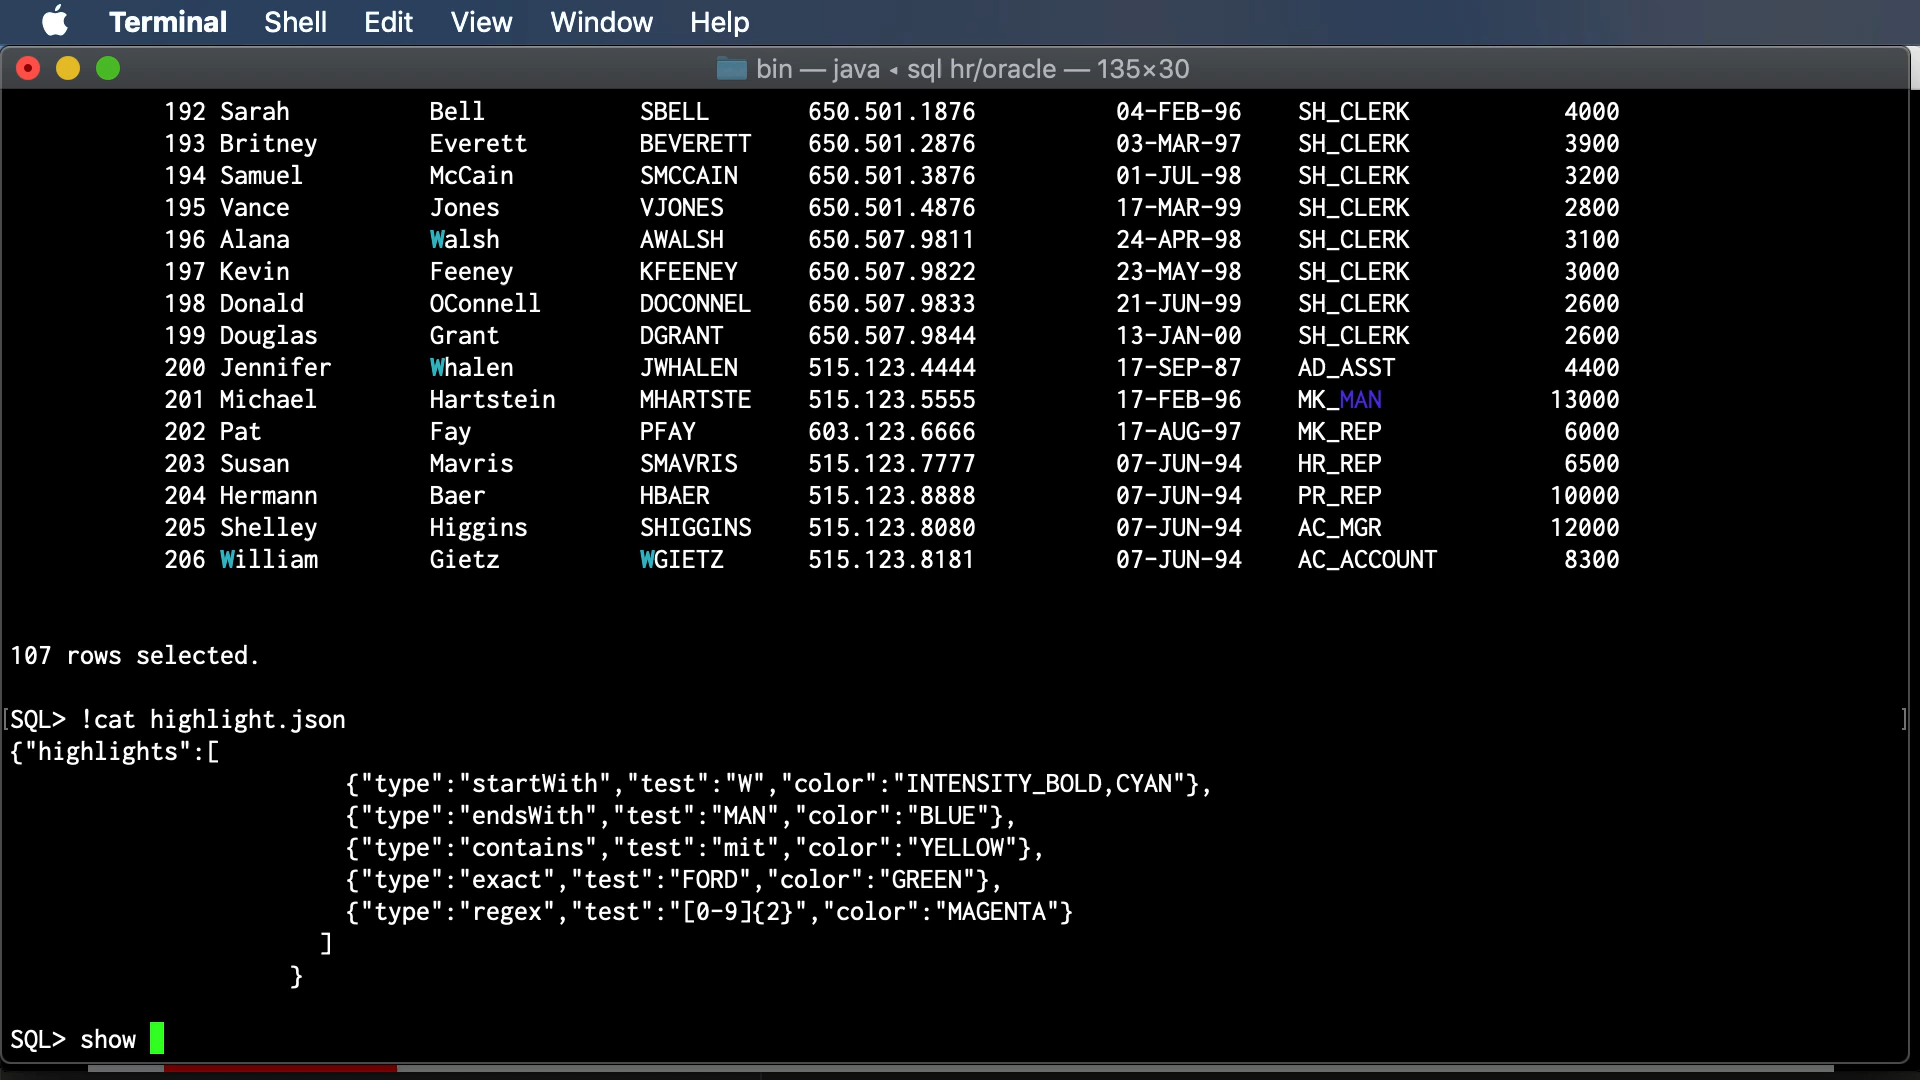 Terminal Shell Edit View Window Help
bin — java ◂ sql hr/oracle — 135×30
192 Sarah Bell SBELL 650.501.1876 04-FEB-96 SH_CLERK 4000
193 Britney Everett BEVERETT 650.501.2876 03-MAR-97 SH_CLERK 3900
194 Samuel McCain SMCCAIN 650.501.3876 01-JUL-98 SH_CLERK 3200
195 Vance Jones VJONES 650.501.4876 17-MAR-99 SH_CLERK 2800
196 Alana Walsh AWALSH 650.507.9811 24-APR-98 SH_CLERK 3100
197 Kevin Feeney KFEENEY 650.507.9822 23-MAY-98 SH_CLERK 3000
198 Donald OConnell DOCONNEL 650.507.9833 21-JUN-99 SH_CLERK 2600
199 Douglas Grant DGRANT 650.507.9844 13-JAN-00 SH_CLERK 2600
200 Jennifer Whalen JWHALEN 515.123.4444 17-SEP-87 AD_ASST 4400
201 Michael Hartstein MHARTSTE 515.123.5555 17-FEB-96 MK_MAN 13000
202 Pat Fay PFAY 603.123.6666 17-AUG-97 MK_REP 6000
203 Susan Mavris SMAVRIS 515.123.7777 07-JUN-94 HR_REP 6500
204 Hermann Baer HBAER 515.123.8888 07-JUN-94 PR_REP 10000
205 Shelley Higgins SHIGGINS 515.123.8080 07-JUN-94 AC_MGR 12000
206 William Gietz WGIETZ 515.123.8181 07-JUN-94 AC_ACCOUNT 8300
107 rows selected.
[SQL> !cat highlight.json ]
{"highlights":[
{"type":"startWith","test":"W","color":"INTENSITY_BOLD,CYAN"},
{"type":"endsWith","test":"MAN","color":"BLUE"},
{"type":"contains","test":"mit","color":"YELLOW"},
{"type":"exact","test":"FORD","color":"GREEN"},
{"type":"regex","test":"[0-9]{2}","color":"MAGENTA"}
]
}
SQL> show